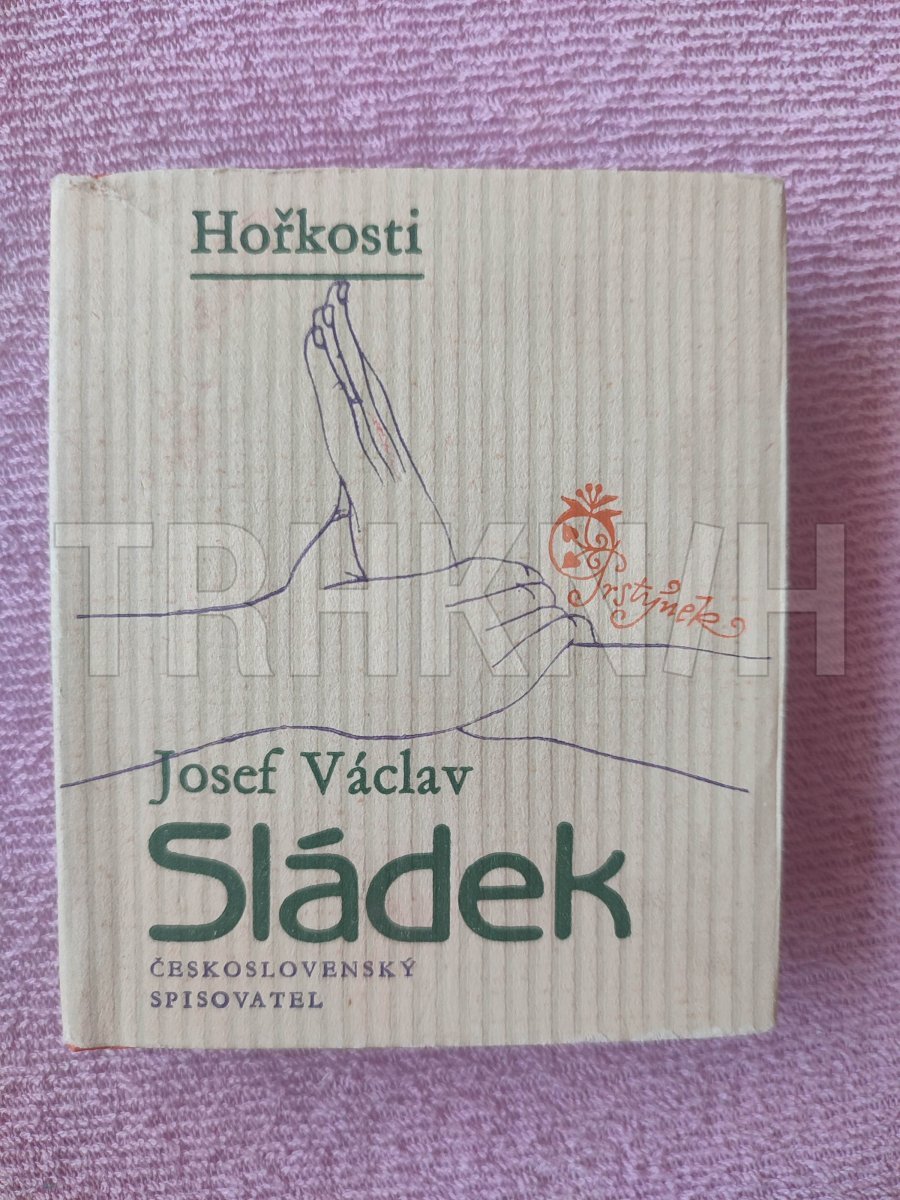 Hořkosti
Prstýnek
TRHKNIH
Josef Václav
Sládek
ČESKOSLOVENSKÝ
SPISOVATEL